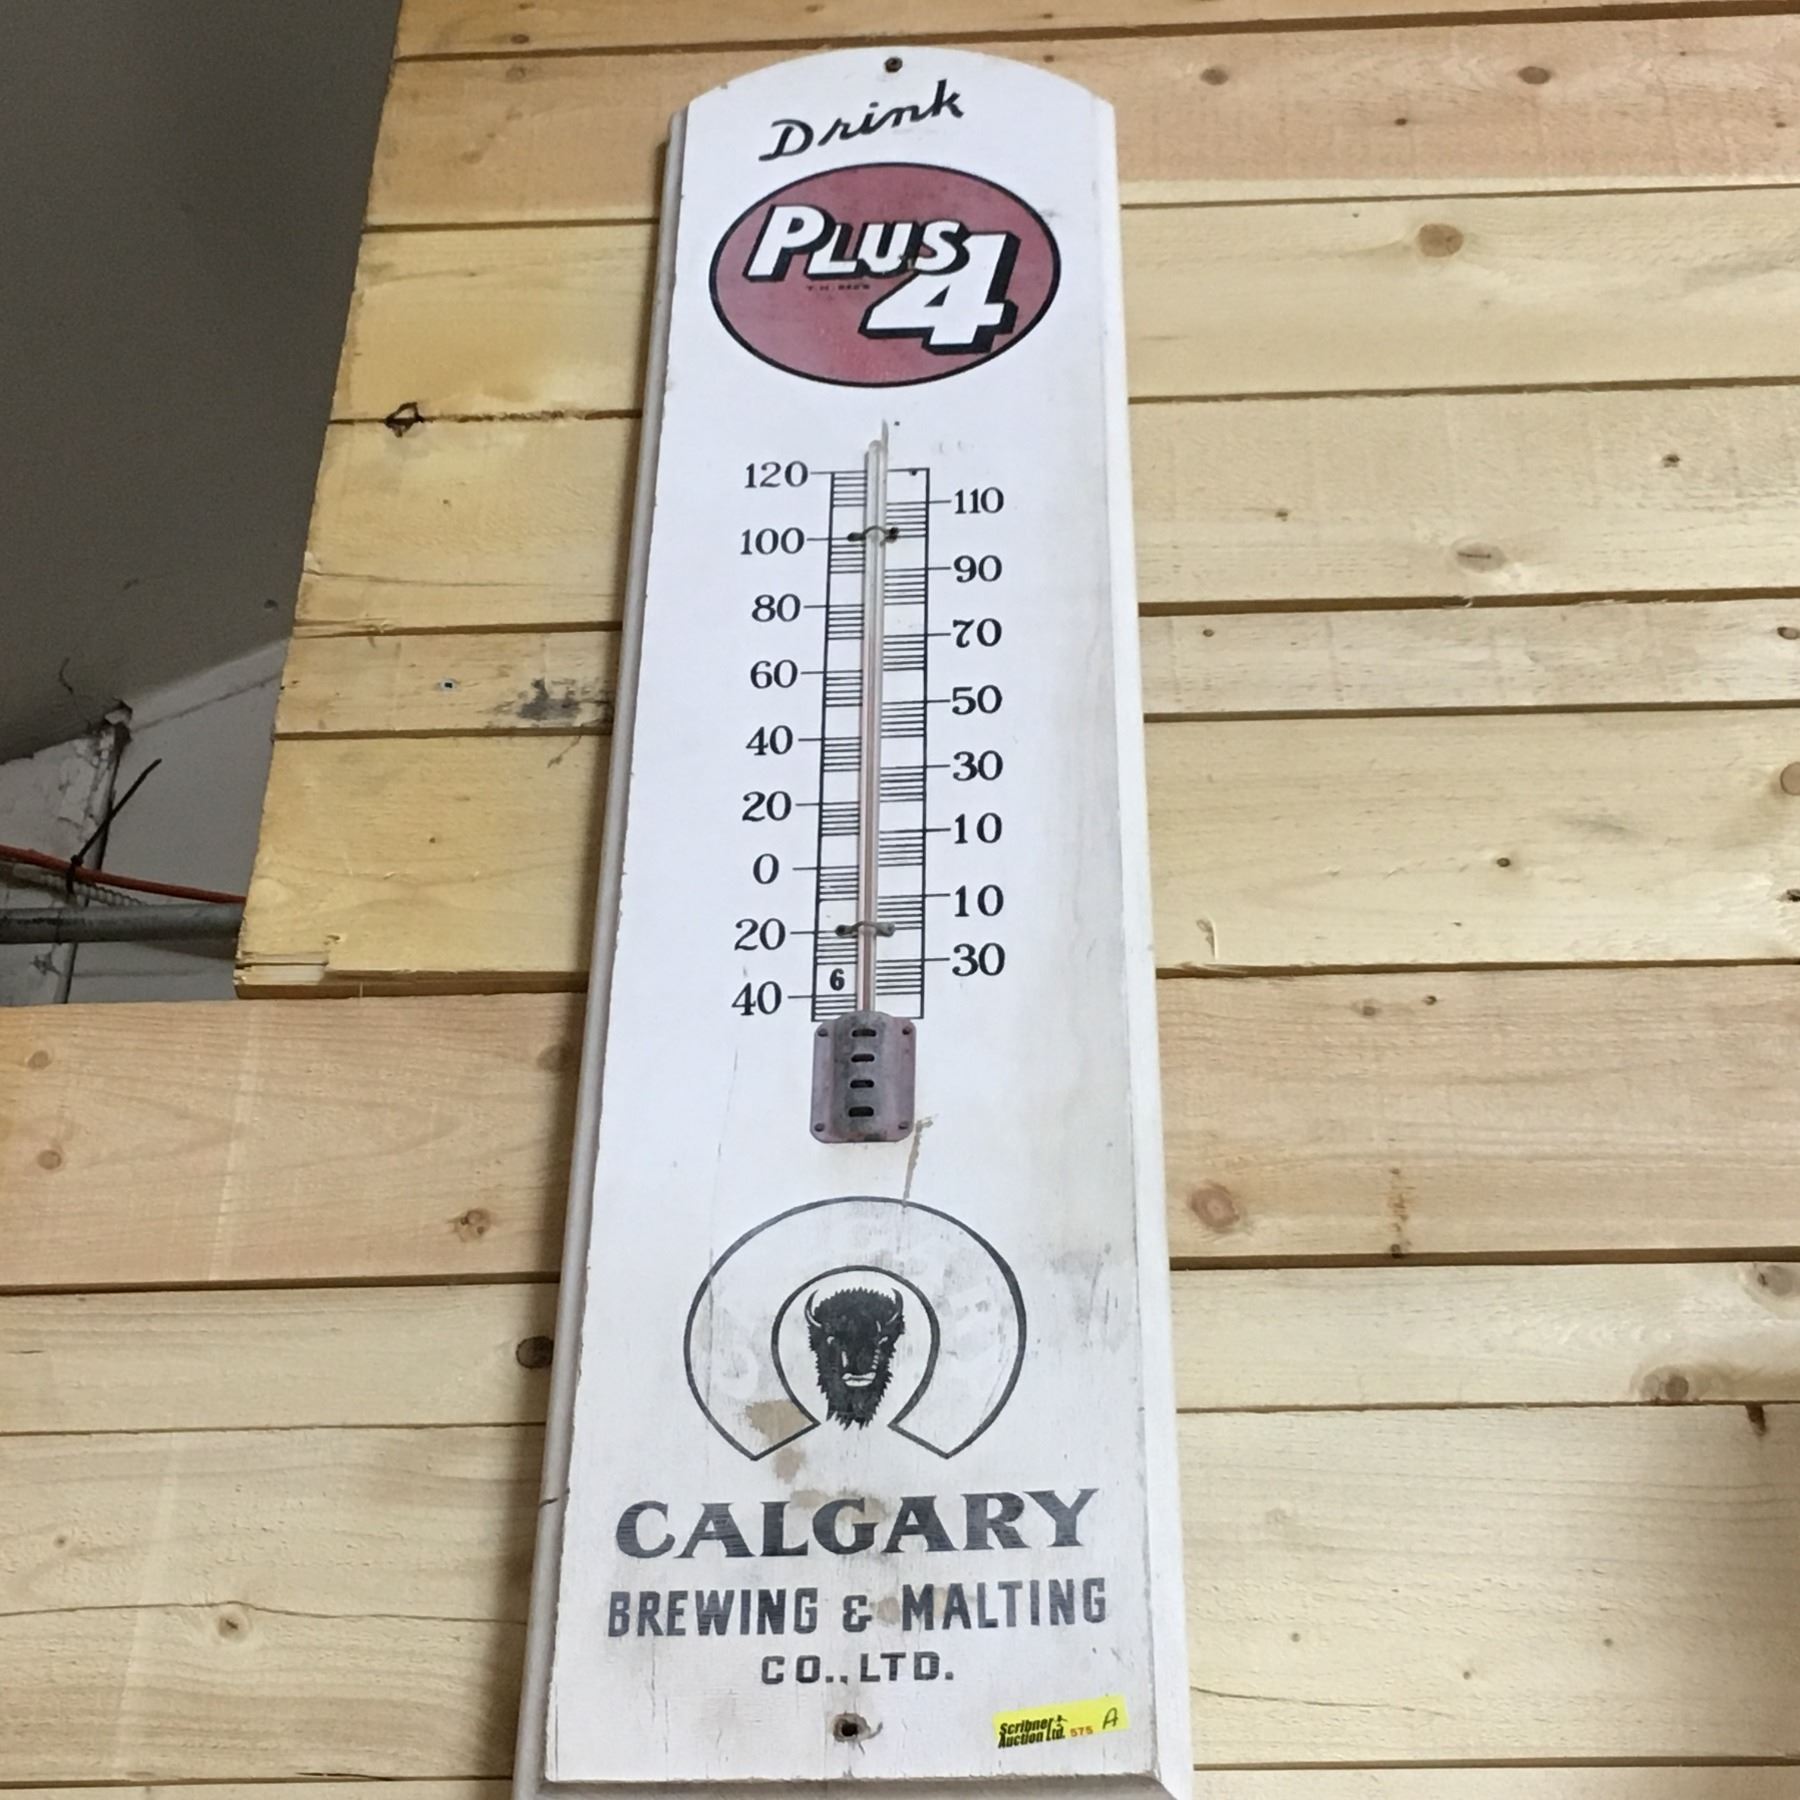 Drink
PLUS 4
120
110
100
90
80
70
60
50
40
30
20
10
0
10
20
30
6
40
CALGARY
BREWING & MALTING
CO., LTD.
Scribner
Auction Ltd. 575 A